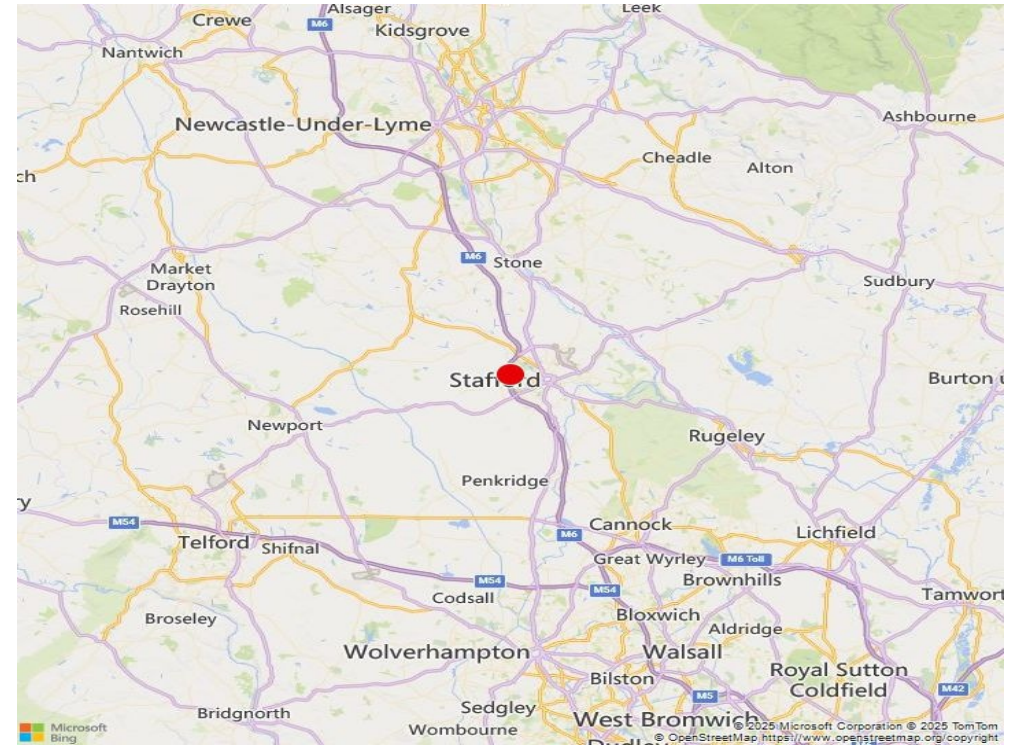 Alsager
Leek
Crewe
M6
Kidsgrove
Nantwich
Ashbourne
Newcastle-Under-Lyme
Cheadle
Alton
ch
M6
Stone
Market
Drayton
Sudbury
Rosehill
Stafford
Burton u
Newport
Rugeley
Penkridge
y
M54
Cannock
M6
Lichfield
Telford
Shifnal
Great Wyrley
M6 Toll
M54
Brownhills
M54
Codsall
Tamwort
Broseley
Bloxwich
Aldridge
Wolverhampton
Walsall
Royal Sutton
Coldfield
Bilston
M5
M42
Sedgley
Bridgnorth
West Bromwich
Wombourne
Dudley
Microsoft
Bing
© 2025 Microsoft Corporation © 2025 TomTom
© OpenStreetMap https://www.openstreetmap.org/copyright